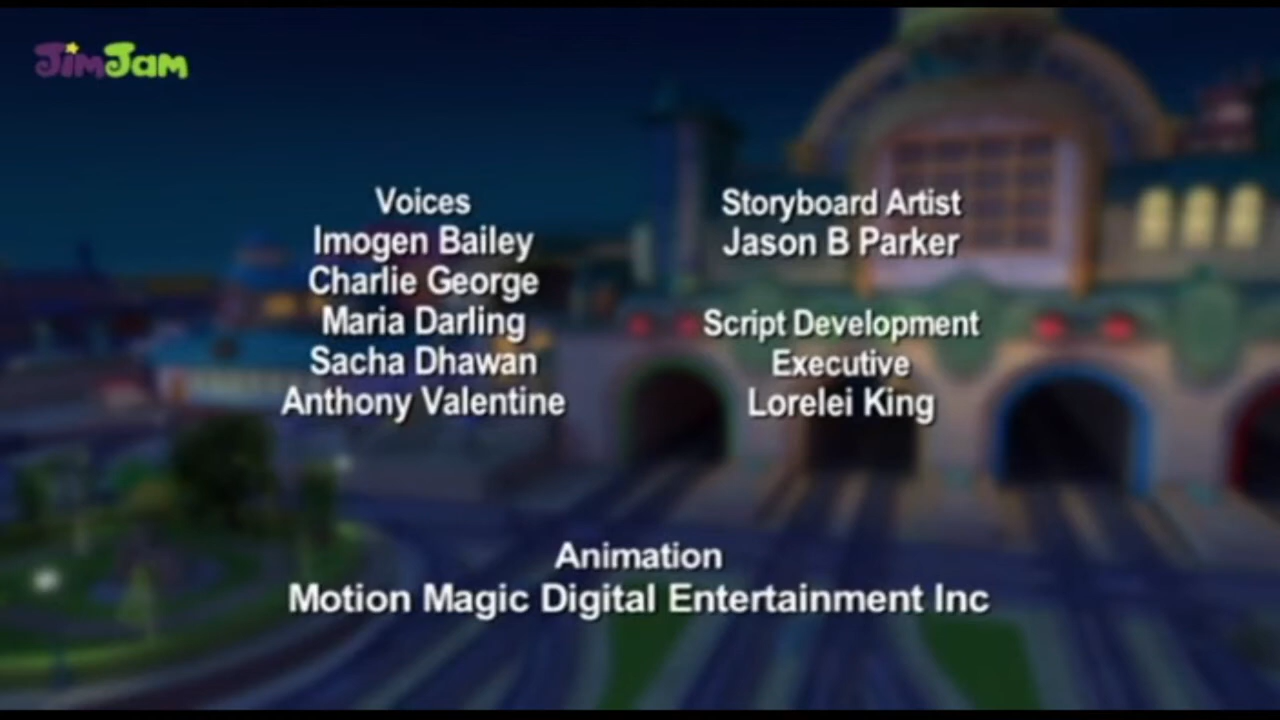 JimJam
Voices
Imogen Bailey
Charlie George
Maria Darling
Sacha Dhawan
Anthony Valentine
Storyboard Artist
Jason B Parker
Script Development
Executive
Lorelei King
Animation
Motion Magic Digital Entertainment Inc